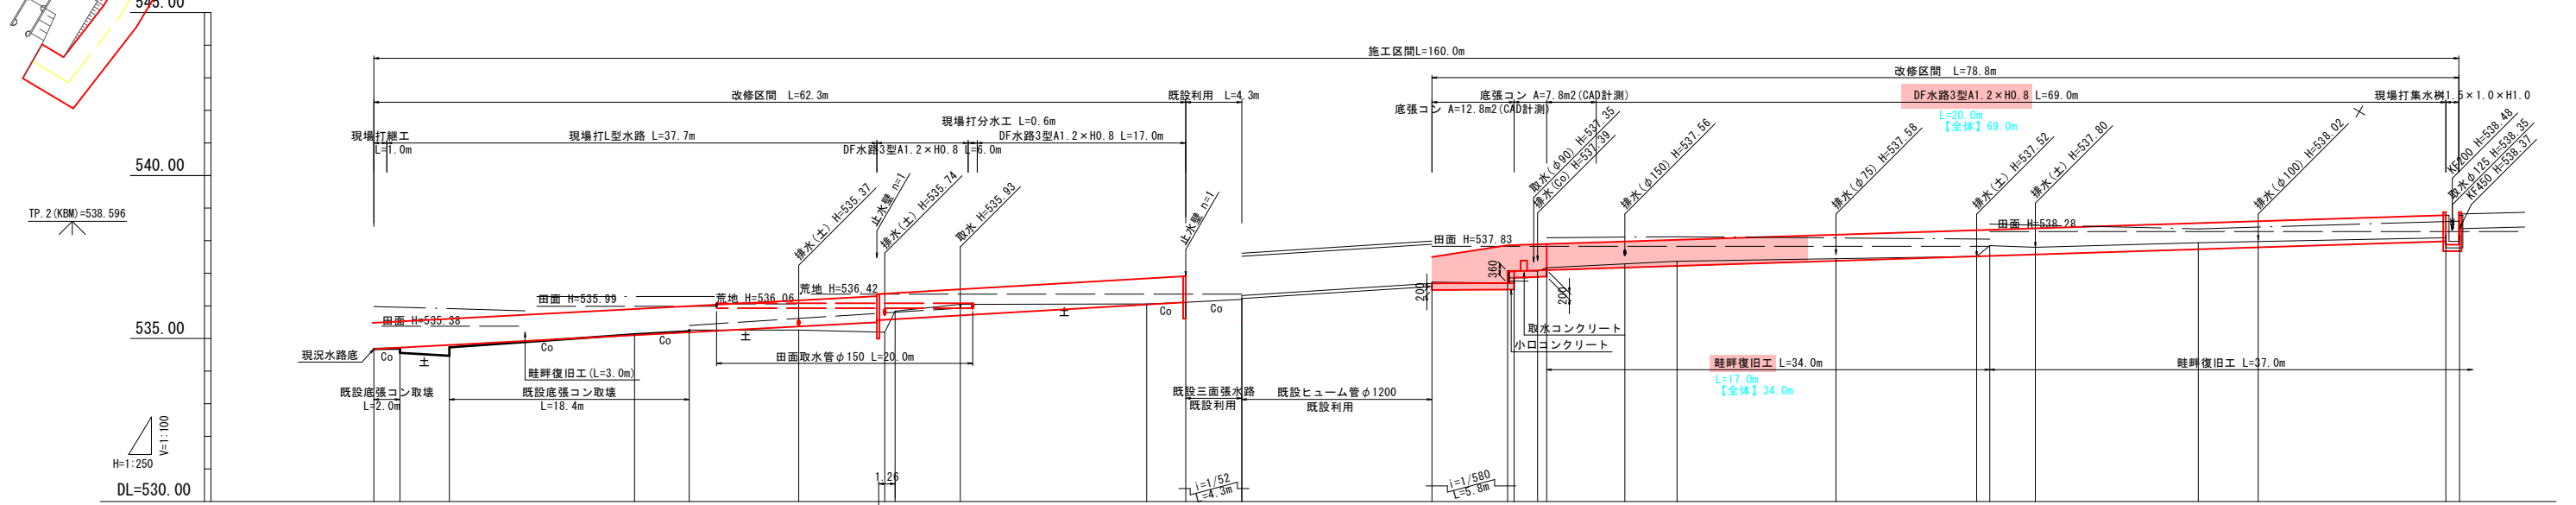 545.00
施工区間L=160.0m
改修区間 L=78.8m
改修区間 L=62.3m
既設利用 L=4.3m
底張コン A=7.8m2(CAD計測)
DF水路3型A1.2×H0.8 L=69.0m
現場打集水桝1.5×1.0×H1.0
底張コン A=12.8m2(CAD計測)
L=20.0m
【全体】69.0m
現場打分水工 L=0.6m
現場打継工
L=1.0m
現場打L型水路 L=37.7m
DF水路3型A1.2×H0.8 L=17.0m
DF水路3型A1.2×H0.8 L=6.0m
540.00
取水(φ90) H=537.35
排水(Co) H=537.39
排水(φ150) H=537.56
排水(φ75) H=537.58
排水(土) H=537.52
排水(土) H=537.80
排水(φ100) H=538.02
KF200 H=538.48
取水φ125 H=538.35
KF450 H=538.37
排水(土) H=535.37
止水壁 n=1
排水(土) H=535.74
取水 H=535.93
止水壁 n=1
TP.2(KBM)=538.596
田面 H=537.83
田面 H=538.28
360
200
200
荒地 H=536.42
荒地 H=536.06
田面 H=535.99
田面 H=535.38
535.00
現況水路底
Co
土
Co
Co
土
土
Co
Co
取水コンクリート
小口コンクリート
田面取水管φ150 L=20.0m
畦畔復旧工(L=3.0m)
畦畔復旧工 L=34.0m
L=17.0m
【全体】34.0m
畦畔復旧工 L=37.0m
既設底張コン取壊
L=2.0m
既設底張コン取壊
L=18.4m
既設三面張水路
既設利用
既設ヒューム管φ1200
既設利用
V=1:100
H=1:250
1.26
i=1/52
L=4.3m
i=1/580
L=5.8m
DL=530.00